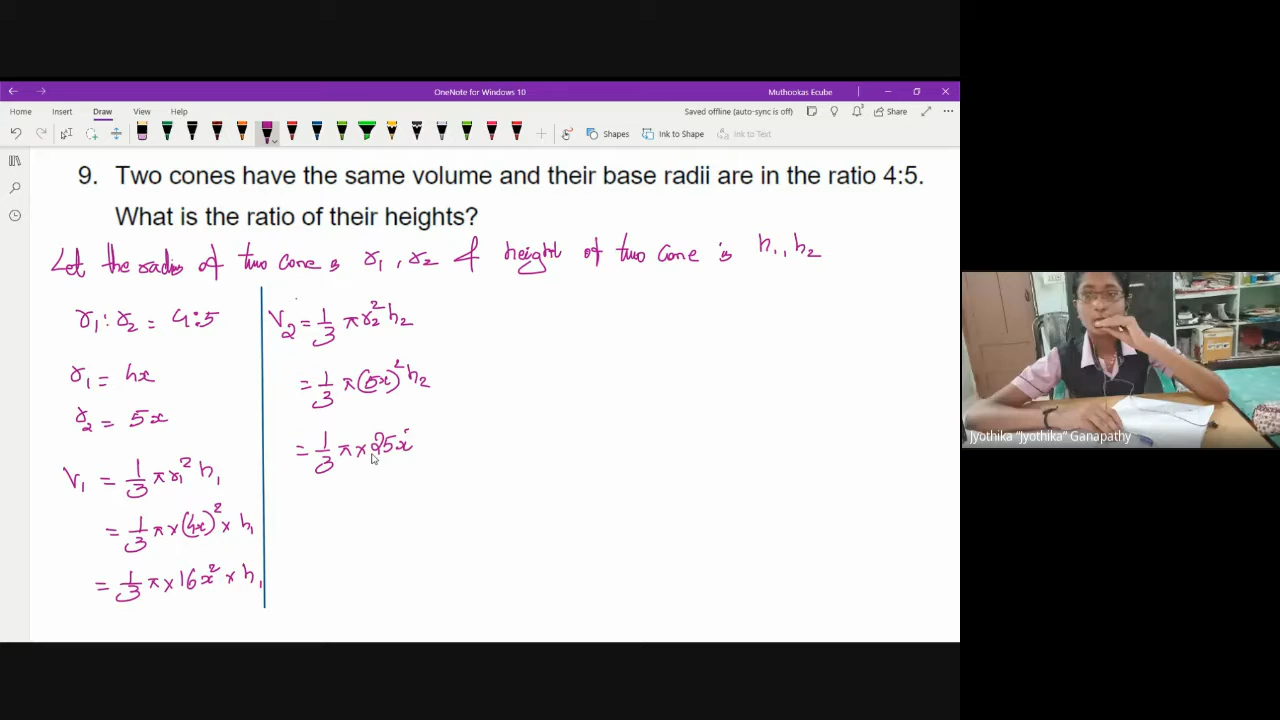 OneNote for Windows 10
Muthookas Ecube
Home Insert Draw View Help
Saved offline (auto-sync is off)
Share
Shapes
Ink to Shape
Ink to Text
9. Two cones have the same volume and their base radii are in the ratio 4:5.
What is the ratio of their heights?
Let the radius of two cone is r₁, r₂ & height of two cone is h₁, h₂
r₁ : r₂ = 4:5
r₁ = 4x
r₂ = 5x
V₁ = 1/3 πr₁² h₁
= 1/3 π × (4x)² × h₁
= 1/3 π × 16x² × h₁
V₂ = 1/3 πr₂² h₂
= 1/3 π(5x)² h₂
= 1/3 π × 25x
Jyothika “Jyothika” Ganapathy